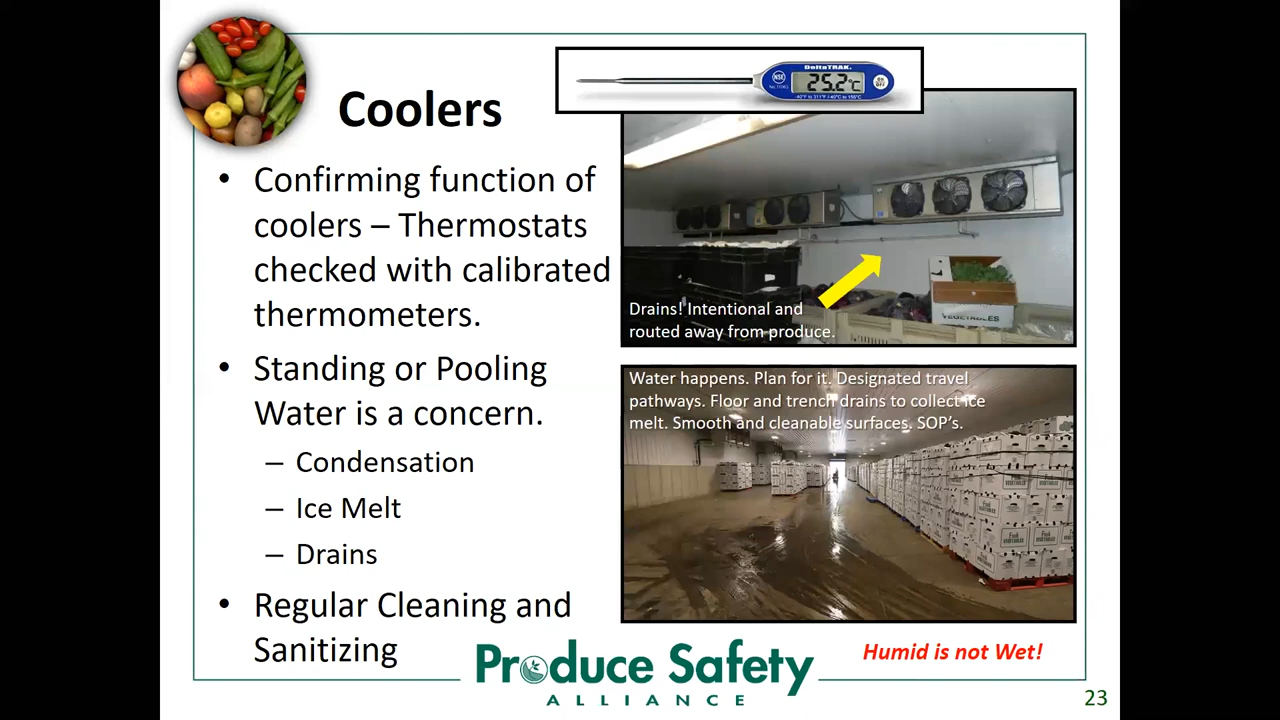 Coolers
• Confirming function of
coolers – Thermostats
checked with calibrated
thermometers.
• Standing or Pooling
Water is a concern.
– Condensation
– Ice Melt
– Drains
• Regular Cleaning and
Sanitizing
DeltaTRAK
25.2°C
Drains! Intentional and
routed away from produce.
VEGETABLES
Water happens. Plan for it. Designated travel
pathways. Floor and trench drains to collect ice
melt. Smooth and cleanable surfaces. SOP's.
Humid is not Wet!
Produce Safety
ALLIANCE
23